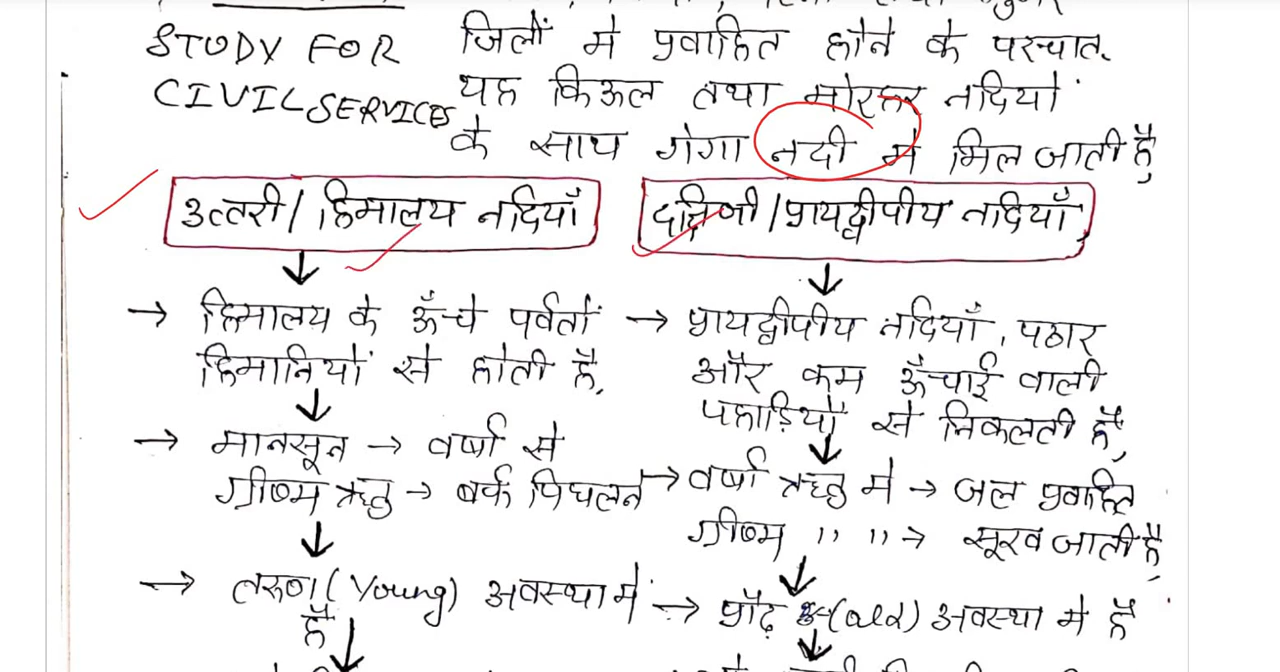 STUDY FOR
CIVIL SERVICES
जिलों मे प्रवाहित होने के पश्चात
यह किऊल तथा मोरहर नदियों
के साथ गंगा नदी मे मिल जाती है
उत्तरी / हिमालय नदियाँ
हिमालय के ऊँचे पर्वतों
हिमानियों से होती है,
→ मानसून → वर्षा से
ग्रीष्म ऋतु → बर्फ पिघलने
→ तरुण (Young) अवस्था मे
है
दक्षिणी / प्रायद्वीपीय नदियाँ
→ प्रायद्वीपीय नदियाँ, पठार
और कम ऊँचाई वाली
पहाड़ियों से निकलती है,
→ वर्षा ऋतु मे → जल प्रवाहित
ग्रीष्म " " → सूख जाती है,
→ प्रौढ़ (old) अवस्था मे है